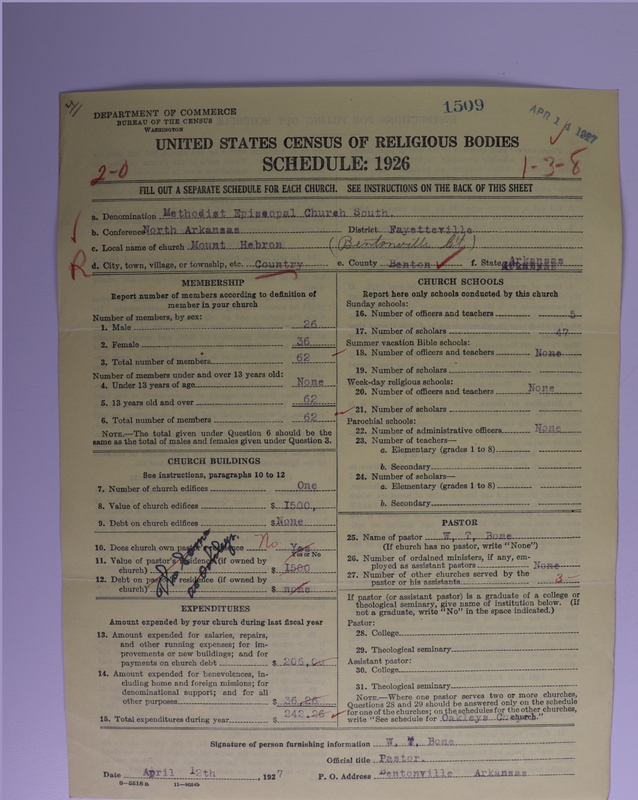 1509
APR 14 1927
DEPARTMENT OF COMMERCE
BUREAU OF THE CENSUS
WASHINGTON
UNITED STATES CENSUS OF RELIGIOUS BODIES
SCHEDULE: 1926
2-0
1-3-8
FILL OUT A SEPARATE SCHEDULE FOR EACH CHURCH. SEE INSTRUCTIONS ON THE BACK OF THIS SHEET
a. Denomination Methodist Episcopal Church South.
b. Conference North Arkansas District Fayetteville
c. Local name of church Mount Hebron (Bentonville Ct.)
R
d. City, town, village, or township, etc. Country e. County Benton f. State Arkansas
MEMBERSHIP
Report number of members according to definition of
member in your church
Number of members, by sex:
1. Male 26
2. Female 36
3. Total number of members 62
Number of members under and over 13 years old:
4. Under 13 years of age None
5. 13 years old and over 62
6. Total number of members 62
NOTE.—The total given under Question 6 should be the
same as the total of males and females given under Question 3.
CHURCH BUILDINGS
See instructions, paragraphs 10 to 12
7. Number of church edifices One
8. Value of church edifices $ 1500,
9. Debt on church edifices $ None
10. Does church own pastor's residence No Yes
Yes or No
11. Value of pastor's residence (if owned by
church) $ 1500
12. Debt on pastor's residence (if owned by
church) $ none
The Same as Oakleys.
EXPENDITURES
Amount expended by your church during last fiscal year
13. Amount expended for salaries, repairs,
and other running expenses; for im-
provements or new buildings; and for
payments on church debt $ 206,00
14. Amount expended for benevolences, in-
cluding home and foreign missions; for
denominational support; and for all
other purposes $ 36,26
15. Total expenditures during year $ 242.26
CHURCH SCHOOLS
Report here only schools conducted by this church
Sunday schools:
16. Number of officers and teachers 5
17. Number of scholars 47
Summer vacation Bible schools:
18. Number of officers and teachers None
19. Number of scholars
Week-day religious schools:
20. Number of officers and teachers None
21. Number of scholars
Parochial schools:
22. Number of administrative officers None
23. Number of teachers—
a. Elementary (grades 1 to 8)
b. Secondary
24. Number of scholars—
a. Elementary (grades 1 to 8)
b. Secondary
PASTOR
25. Name of pastor W. T. Bone
(If church has no pastor, write "None")
26. Number of ordained ministers, if any, em-
ployed as assistant pastors None
27. Number of other churches served by the
pastor or his assistants 3
If pastor (or assistant pastor) is a graduate of a college or
theological seminary, give name of institution below. (If
not a graduate, write "No" in the space indicated.)
Pastor:
28. College
29. Theological seminary
Assistant pastor:
30. College
31. Theological seminary
NOTE.—Where one pastor serves two or more churches,
Questions 28 and 29 should be answered only on the schedule
for one of the churches; on the schedules for the other churches,
write "See schedule for Oakleys Church."
Signature of person furnishing information W. T. Bone
Official title Pastor.
Date April 12th, 1927 P. O. Address Bentonville Arkansas